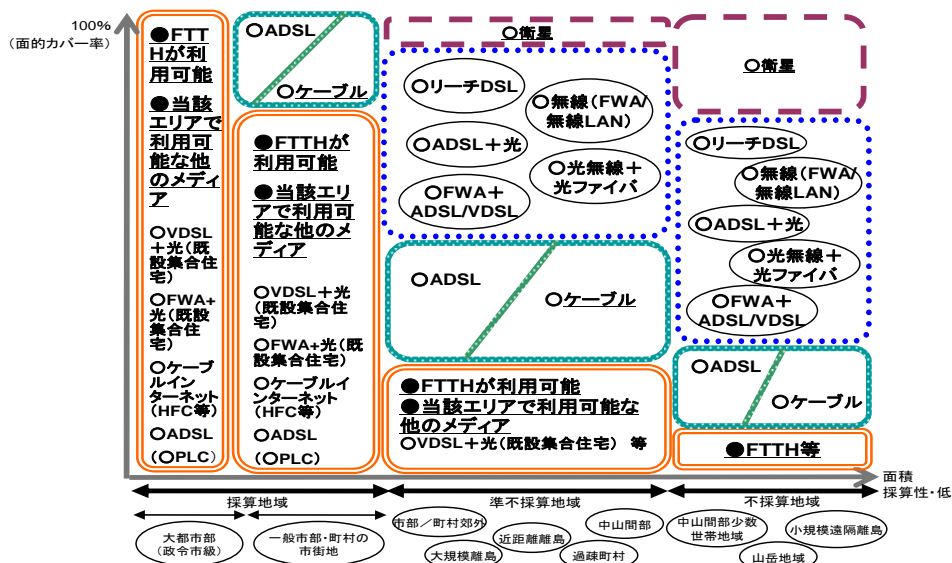 100%
(面的カバー率)
●FTT
Hが利
用可能
●当該
エリアで
利用可
能な他
のメディ
ア
○VDSL
+光(既
設集合住
宅)
○FWA+
光(既設
集合住
宅)
○ケーブ
ルイン
ターネット
(HFC等)
○ADSL
(○PLC)
○ADSL
○ケーブル
●FTTHが
利用可能
●当該エリ
アで利用可
能な他のメ
ディア
○VDSL+光
(既設集合住
宅)
○FWA+光(既
設集合住宅)
○ケーブルイ
ンターネット
(HFC等)
○ADSL
(○PLC)
○衛星
○リーチDSL
○無線(FWA/
無線LAN)
○ADSL+光
○光無線+
光ファイバ
○FWA+
ADSL/VDSL
○ADSL
○ケーブル
●FTTHが利用可能
●当該エリアで利用可能な
他のメディア
○VDSL+光(既設集合住宅) 等
○衛星
○リーチDSL
○無線(FWA/
無線LAN)
○ADSL+光
○光無線+
光ファイバ
○FWA+
ADSL/VDSL
○ADSL
○ケーブル
●FTTH等
面積
採算性・低
採算地域
準不採算地域
不採算地域
大都市部
(政令市級)
一般市部・町村の
市街地
市部/町村郊外
中山間部
近距離離島
大規模離島
過疎町村
中山間部少数
世帯地域
小規模遠隔離島
山岳地域